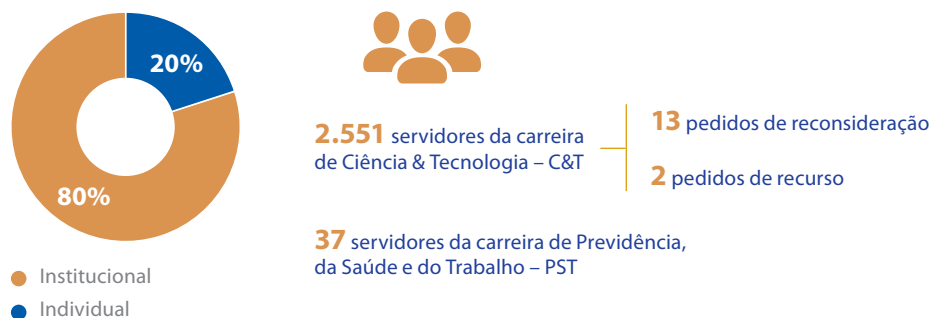 20%
80%
Institucional
Individual
2.551 servidores da carreira
de Ciência & Tecnologia – C&T
13 pedidos de reconsideração
2 pedidos de recurso
37 servidores da carreira de Previdência,
da Saúde e do Trabalho – PST